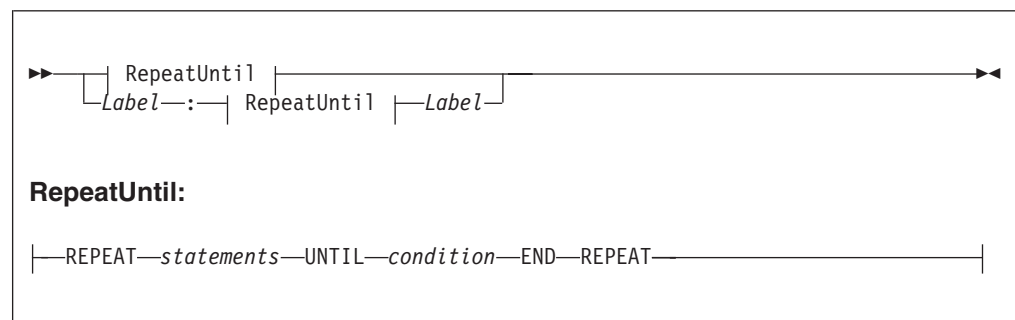 RepeatUntil
Label : RepeatUntil Label
RepeatUntil:
REPEAT statements UNTIL condition END REPEAT